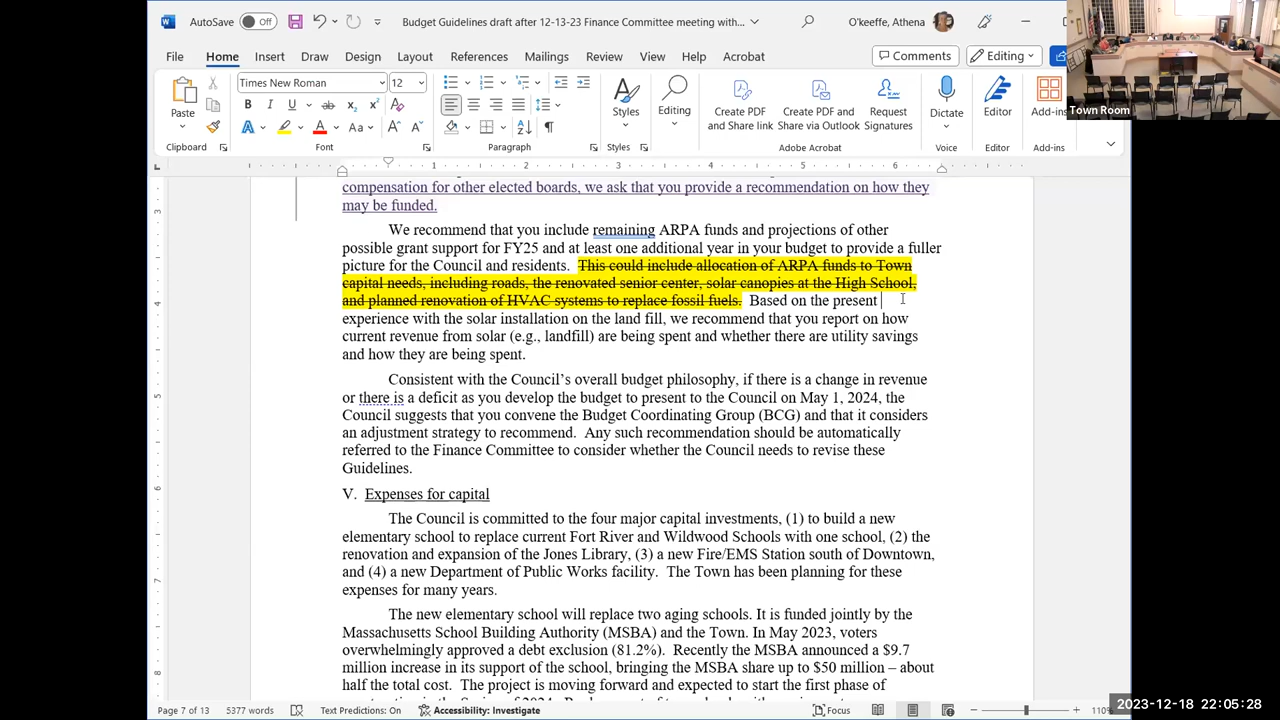 AutoSave Off Budget Guidelines draft after 12-13-23 Finance Committee meeting with... O'keeffe, Athena
File Home Insert Draw Design Layout References Mailings Review View Help Acrobat Comments Editing
Times New Roman 12
Paste Styles Editing Create PDF and Share link Create PDF and Share via Outlook Request Signatures Dictate Editor Add-ins
Clipboard Font Paragraph Styles Adobe Acrobat Voice Editor Add-ins
Town Room
1 2 3 4 5 6
compensation for other elected boards, we ask that you provide a recommendation on how they
may be funded.
We recommend that you include remaining ARPA funds and projections of other
possible grant support for FY25 and at least one additional year in your budget to provide a fuller
picture for the Council and residents. This could include allocation of ARPA funds to Town
capital needs, including roads, the renovated senior center, solar canopies at the High School,
and planned renovation of HVAC systems to replace fossil fuels. Based on the present
experience with the solar installation on the land fill, we recommend that you report on how
current revenue from solar (e.g., landfill) are being spent and whether there are utility savings
and how they are being spent.
Consistent with the Council's overall budget philosophy, if there is a change in revenue
or there is a deficit as you develop the budget to present to the Council on May 1, 2024, the
Council suggests that you convene the Budget Coordinating Group (BCG) and that it considers
an adjustment strategy to recommend. Any such recommendation should be automatically
referred to the Finance Committee to consider whether the Council needs to revise these
Guidelines.
V. Expenses for capital
The Council is committed to the four major capital investments, (1) to build a new
elementary school to replace current Fort River and Wildwood Schools with one school, (2) the
renovation and expansion of the Jones Library, (3) a new Fire/EMS Station south of Downtown,
and (4) a new Department of Public Works facility. The Town has been planning for these
expenses for many years.
The new elementary school will replace two aging schools. It is funded jointly by the
Massachusetts School Building Authority (MSBA) and the Town. In May 2023, voters
overwhelmingly approved a debt exclusion (81.2%). Recently the MSBA announced a $9.7
million increase in its support of the school, bringing the MSBA share up to $50 million – about
half the total cost. The project is moving forward and expected to start the first phase of
Page 7 of 13 5377 words Text Predictions: On Accessibility: Investigate Focus 110%
2023-12-18 22:05:28